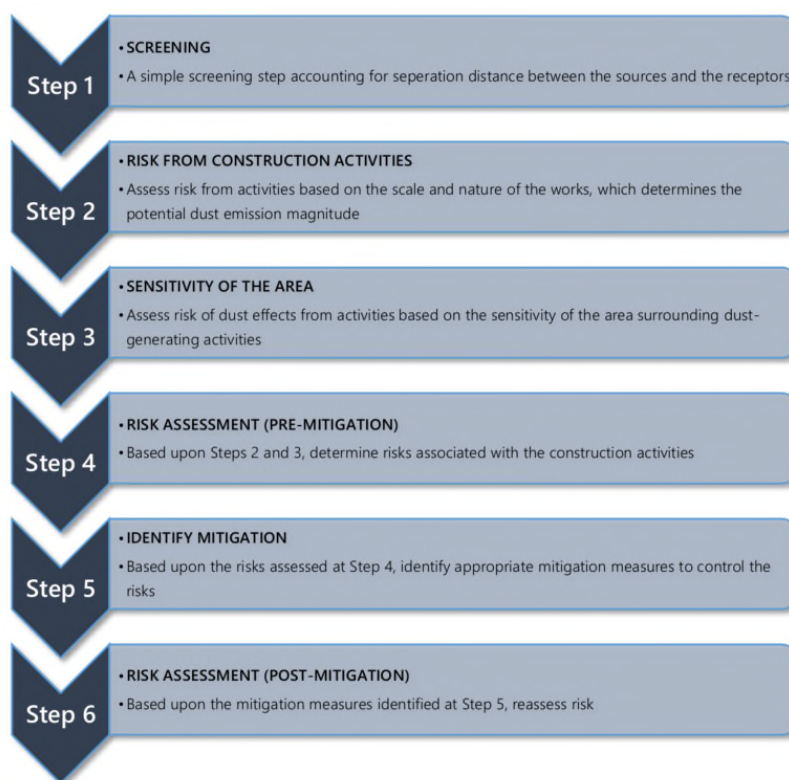 Step 1
• SCREENING
• A simple screening step accounting for seperation distance between the sources and the receptors
Step 2
• RISK FROM CONSTRUCTION ACTIVITIES
• Assess risk from activities based on the scale and nature of the works, which determines the
potential dust emission magnitude
Step 3
• SENSITIVITY OF THE AREA
• Assess risk of dust effects from activities based on the sensitivity of the area surrounding dust-
generating activities
Step 4
• RISK ASSESSMENT (PRE-MITIGATION)
• Based upon Steps 2 and 3, determine risks associated with the construction activities
Step 5
• IDENTIFY MITIGATION
• Based upon the risks assessed at Step 4, identify appropriate mitigation measures to control the
risks
Step 6
• RISK ASSESSMENT (POST-MITIGATION)
• Based upon the mitigation measures identified at Step 5, reassess risk